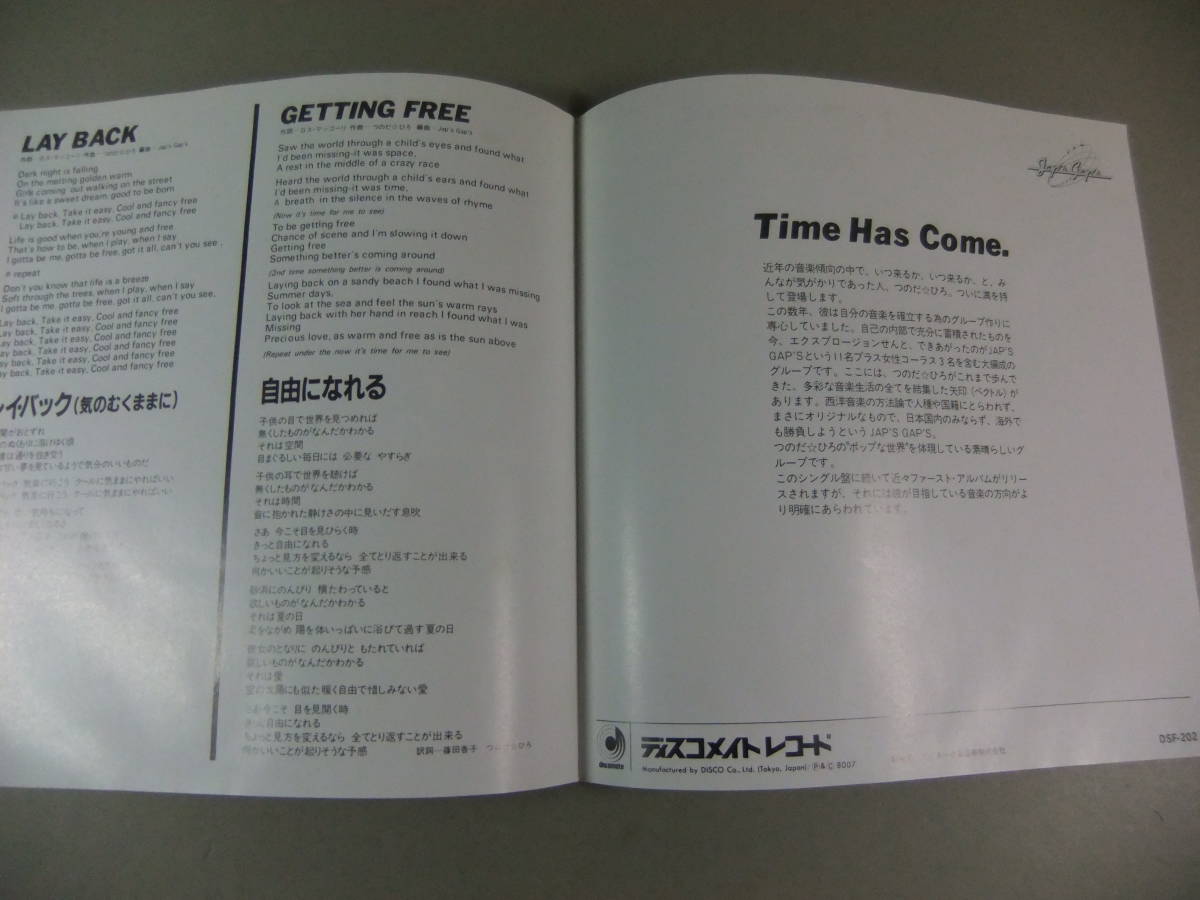 LAY BACK
Dark night is falling
On the melting golden warm
Girls coming out walking on the street
It's like a sweet dream, good to be born
Lay back, Take it easy, Cool and fancy free
Lay back, Take it easy, Cool and fancy free
Life is good when you're young and free
That's how to be, when I play, when I say
I gotta be me, gotta be free, got it all, can't you see,
* repeat
Don't you know that life is a breeze
Soft through the trees, when I play, when I say
I gotta be me, gotta be free, got it all, can't you see,
Lay back, Take it easy, Cool and fancy free
Lay back, Take it easy, Cool and fancy free
ay back, Take it easy, Cool and fancy free
ay back, Take it easy, Cool and fancy free
y back, Take it easy, Cool and fancy free
イ・バック(気のむくままに)
GETTING FREE
作詞—ロス・マッコーリ 作曲—つのだ☆ひろ 編曲—Jap's Gap's
Saw the world through a child's eyes and found what
I'd been missing-it was space,
A rest in the middle of a crazy race
Heard the world through a child's ears and found what
I'd been missing-it was time,
A breath in the silence in the waves of rhyme
(Now it's time for me to see)
To be getting free
Chance of scene and I'm slowing it down
Getting free
Something better's coming around
(2nd time something better is coming around)
Laying back on a sandy beach I found what I was missing
Summer days,
To look at the sea and feel the sun's warm rays
Laying back with her hand in reach I found what I was
Missing
Precious love, as warm and free as is the sun above
(Repeat under the now it's time for me to see)
自由になれる
子供の目で世界を見つめれば
無くしたものがなんだかわかる
それは空間
目まぐるしい毎日には 必要な やすらぎ
子供の耳で世界を聴けば
無くしたものがなんだかわかる
それは時間
音に抱かれた静けさの中に見いだす息吹
さあ 今こそ目を見ひらく時
きっと自由になれる
ちょっと見方を変えるなら 全てとり返すことが出来る
何かいいことが起りそうな予感
砂浜にのんびり 横たわっていると
欲しいものがなんだかわかる
それは夏の日
海をながめ 陽を体いっぱいに浴びて過す夏の日
彼女のとなりに のんびりと もたれていれば
欲しいものがなんだかわかる
それは愛
空の太陽にも似た暖く自由で惜しみない愛
さあ今こそ 目を見開く時
きっと自由になれる
ちょっと見方を変えるなら 全てとり返すことが出来る
何かいいことが起りそうな予感
訳詞—篠田香子 つのだ☆ひろ
Jap's Gap's
Time Has Come.
近年の音楽傾向の中で、いつ来るか、いつ来るか、と、み
んなが気がかりであった人、つのだ☆ひろ。ついに満を持
して登場します。
この数年、彼は自分の音楽を確立する為のグループ作りに
専心していました。自己の内部で充分に蓄積されたものを
今、エクスプロージョンせんと、できあがったのがJAP'S
GAP'Sという11名プラス女性コーラス3名を含む大編成の
グループです。ここには、つのだ☆ひろがこれまで歩んで
きた、多彩な音楽生活の全てを結集した矢印(ベクトル)が
あります。西洋音楽の方法論で人種や国籍にとらわれず、
まさにオリジナルなもので、日本国内のみならず、海外で
も勝負しようというJAP'S GAP'S。
つのだ☆ひろの"ポップな世界"を体現している素晴らしいグ
ループです。
このシングル盤に続いて近々ファースト・アルバムがリリー
スされますが、それには彼が目指している音楽の方向がよ
り明確にあらわれています。
discomate
ディスコメイトレコード
Manufactured by DISCO Co., Ltd. (Tokyo, Japan) Ⓟ & Ⓒ 8007
DSF-202